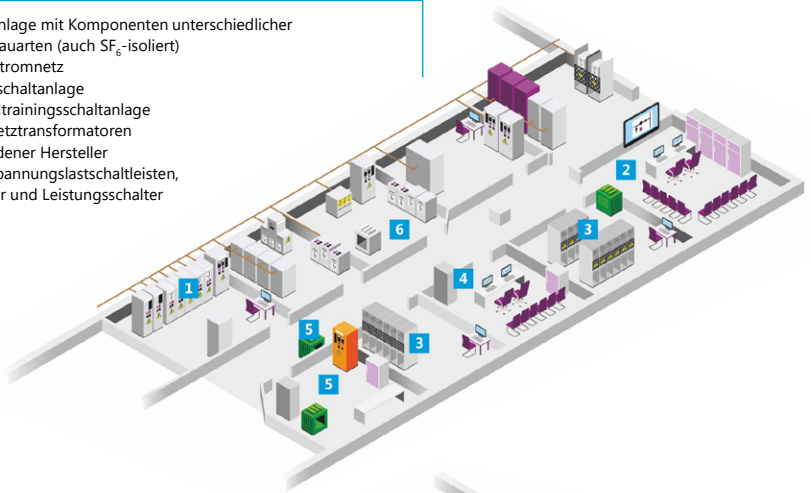 nlage mit Komponenten unterschiedlicher
auarten (auch SF₆-isoliert)
tromnetz
schaltanlage
ltrainingsschaltanlage
etztransformatoren
dener Hersteller
pannungslastschaltleisten,
r und Leistungsschalter
2
3
6
4
1
5
3
5